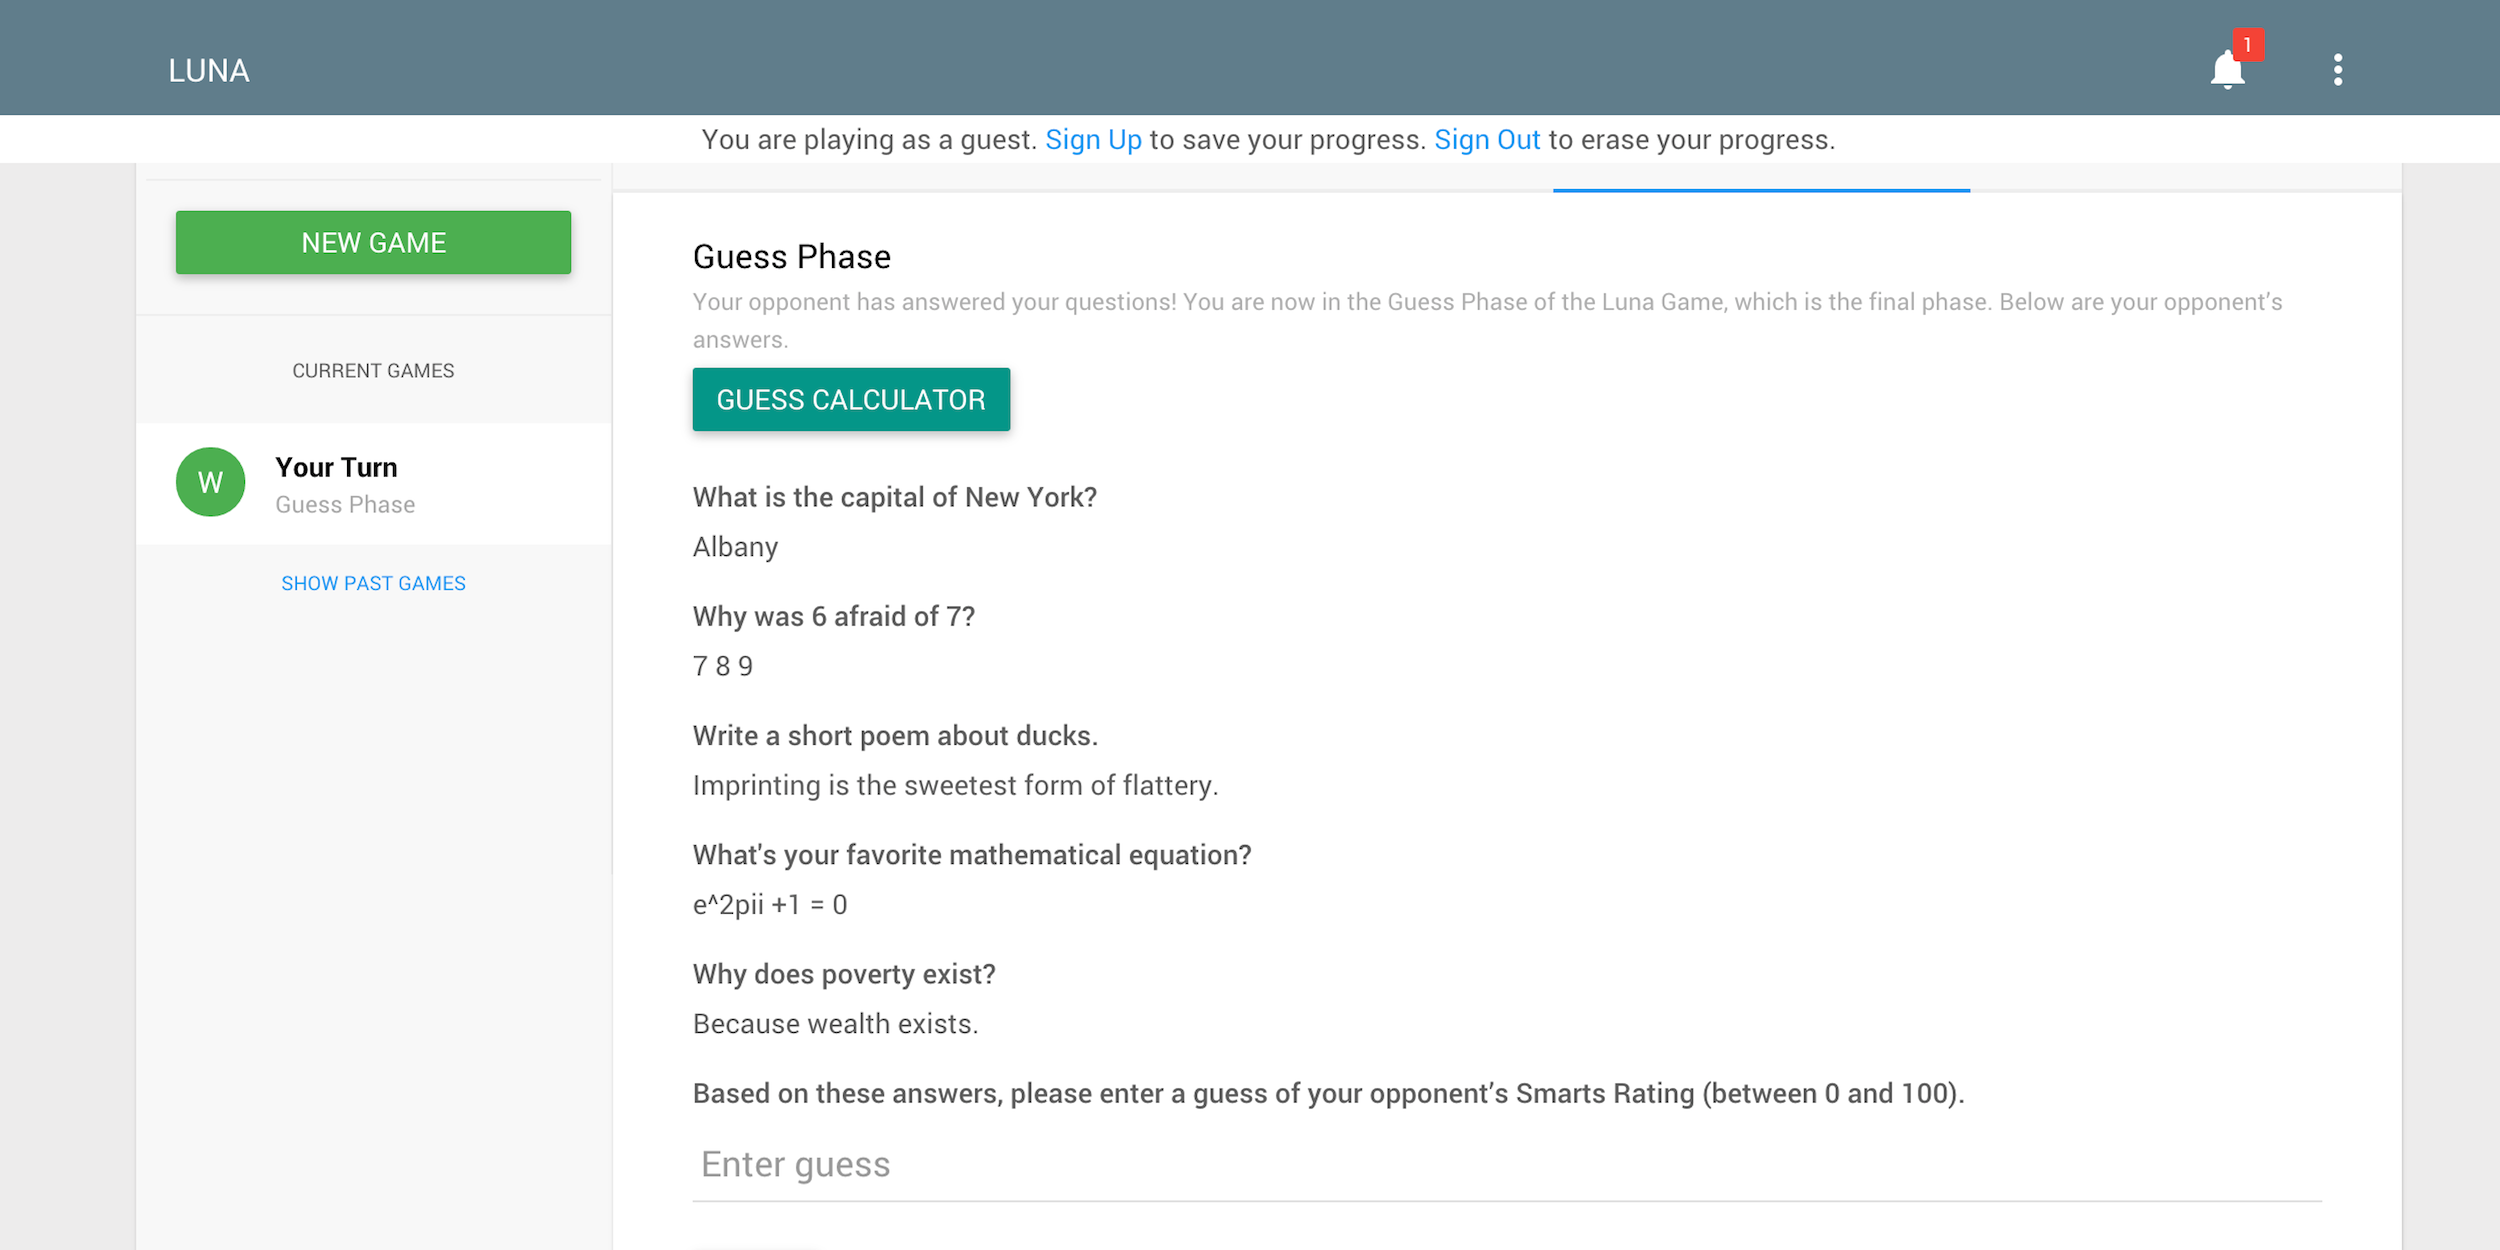 LUNA
1
You are playing as a guest. Sign Up to save your progress. Sign Out to erase your progress.
NEW GAME
CURRENT GAMES
W
Your Turn
Guess Phase
SHOW PAST GAMES
Guess Phase
Your opponent has answered your questions! You are now in the Guess Phase of the Luna Game, which is the final phase. Below are your opponent’s
answers.
GUESS CALCULATOR
What is the capital of New York?
Albany
Why was 6 afraid of 7?
7 8 9
Write a short poem about ducks.
Imprinting is the sweetest form of flattery.
What's your favorite mathematical equation?
e^2pii +1 = 0
Why does poverty exist?
Because wealth exists.
Based on these answers, please enter a guess of your opponent’s Smarts Rating (between 0 and 100).
Enter guess